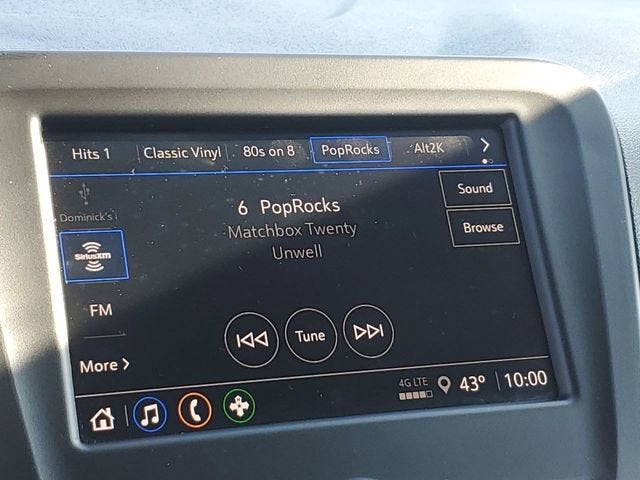 Hits 1 Classic Vinyl 80s on 8 PopRocks Alt2K
Dominick's i
SiriusXM
FM
More
6 PopRocks
Matchbox Twenty
Unwell
Sound
Browse
Tune
4G LTE 43° 10:00